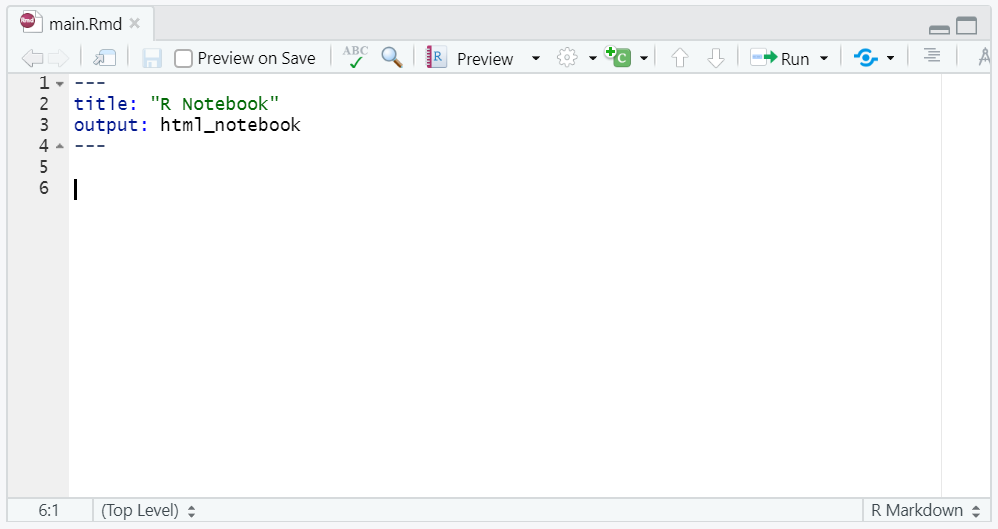 Rmd main.Rmd
Preview on Save ABC R Preview C Run
1 ---
2 title: "R Notebook"
3 output: html_notebook
4 ---
5
6
6:1 (Top Level) R Markdown